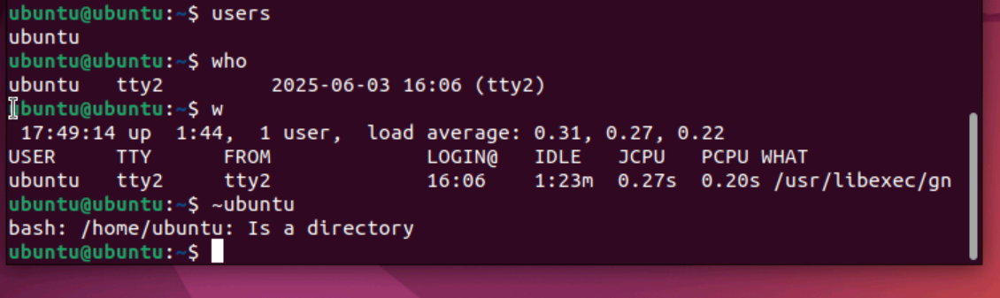 ubuntu@ubuntu:~$ users
ubuntu
ubuntu@ubuntu:~$ who
ubuntu   tty2         2025-06-03 16:06 (tty2)
ubuntu@ubuntu:~$ w
 17:49:14 up  1:44,  1 user,  load average: 0.31, 0.27, 0.22
USER     TTY      FROM             LOGIN@   IDLE   JCPU   PCPU WHAT
ubuntu   tty2     tty2             16:06    1:23m  0.27s  0.20s /usr/libexec/gn
ubuntu@ubuntu:~$ ~ubuntu
bash: /home/ubuntu: Is a directory
ubuntu@ubuntu:~$